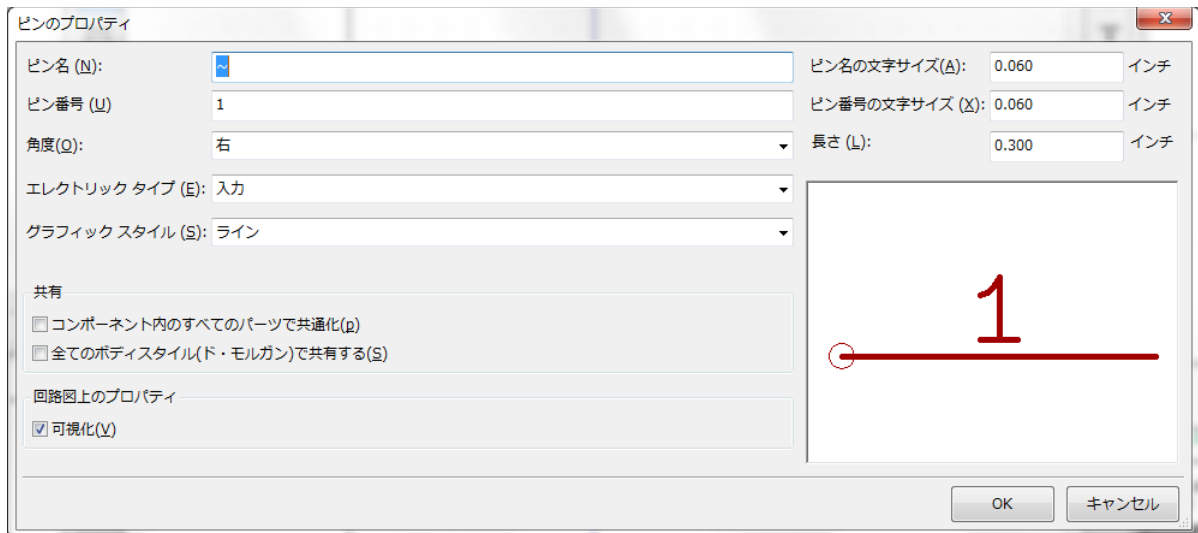 ピンのプロパティ
ピン名 (N): ~
ピン名の文字サイズ(A): 0.060 インチ
ピン番号 (U) 1
ピン番号の文字サイズ (X): 0.060 インチ
角度(O): 右
長さ (L): 0.300 インチ
エレクトリック タイプ (E): 入力
グラフィック スタイル (S): ライン
1
共有
コンポーネント内のすべてのパーツで共通化(p)
全てのボディスタイル(ド・モルガン)で共有する(S)
回路図上のプロパティ
可視化(V)
OK キャンセル